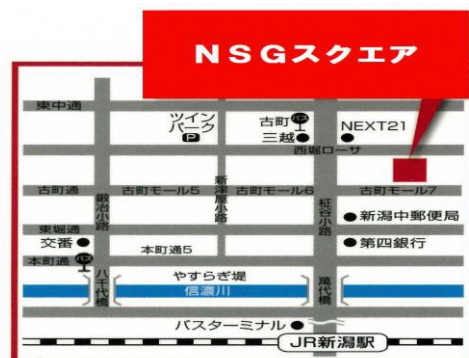 NSGスクエア
東中通
ツイン
パーク
P
古町
バス
三越
NEXT21
西堀ローサ
古町通
鍛冶小路
古町モール5
新津屋小路
古町モール6
柾谷小路
古町モール7
新潟中郵便局
東堀通
交番
本町通5
第四銀行
本町通
バス
八千代橋
やすらぎ堤
信濃川
萬代橋
バスターミナル
JR新潟駅